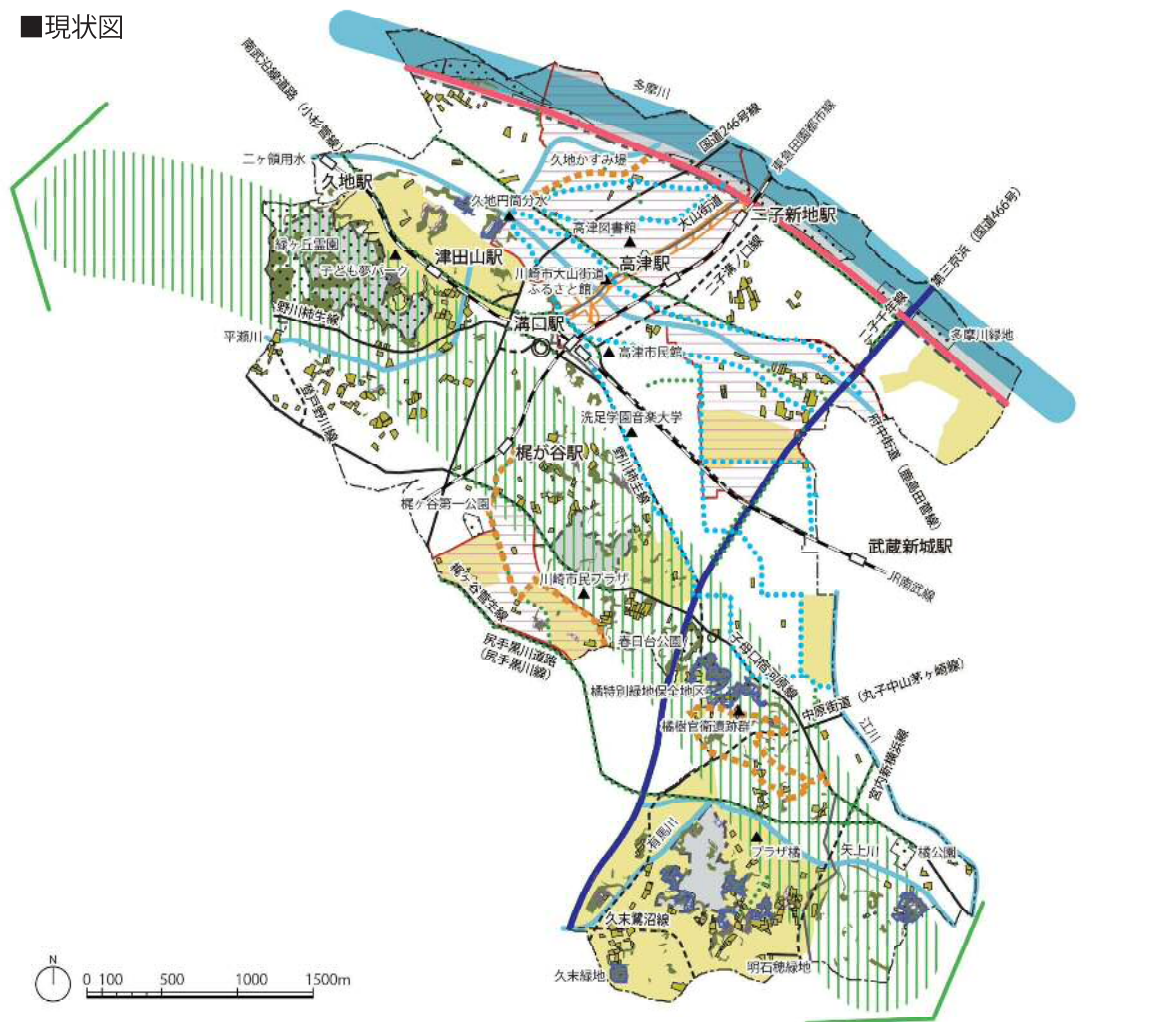 ■現状図
南武沿線道路（小杉菅線）
多摩川
国道246号線
東急田園都市線
二ヶ領用水
久地駅
久地かすみ堤
久地円筒分水
大山街道
二子新地駅
第三京浜（国道466号）
緑ヶ丘霊園
子ども夢パーク
津田山駅
高津図書館
高津駅
二子溝ノ口線
川崎市大山街道
ふるさと館
野川柿生線
平瀬川
溝口駅
高津市民館
二子千年線
多摩川緑地
登戸野川線
洗足学園音楽大学
府中街道（鹿島田菅線）
梶が谷駅
野川柿生線
梶ヶ谷第一公園
武蔵新城駅
JR南武線
川崎市民プラザ
梶ケ谷菅生線
尻手黒川道路
（尻手黒川線）
春日台公園
子母口宿河原線
橘特別緑地保全地区
中原街道（丸子中山茅ヶ崎線）
橘樹官衙遺跡群
江川
宮内新横浜線
有馬川
プラザ橘
矢上川
橘公園
久末鷺沼線
久末緑地
明石穂緑地
N
0 100 500 1000 1500m